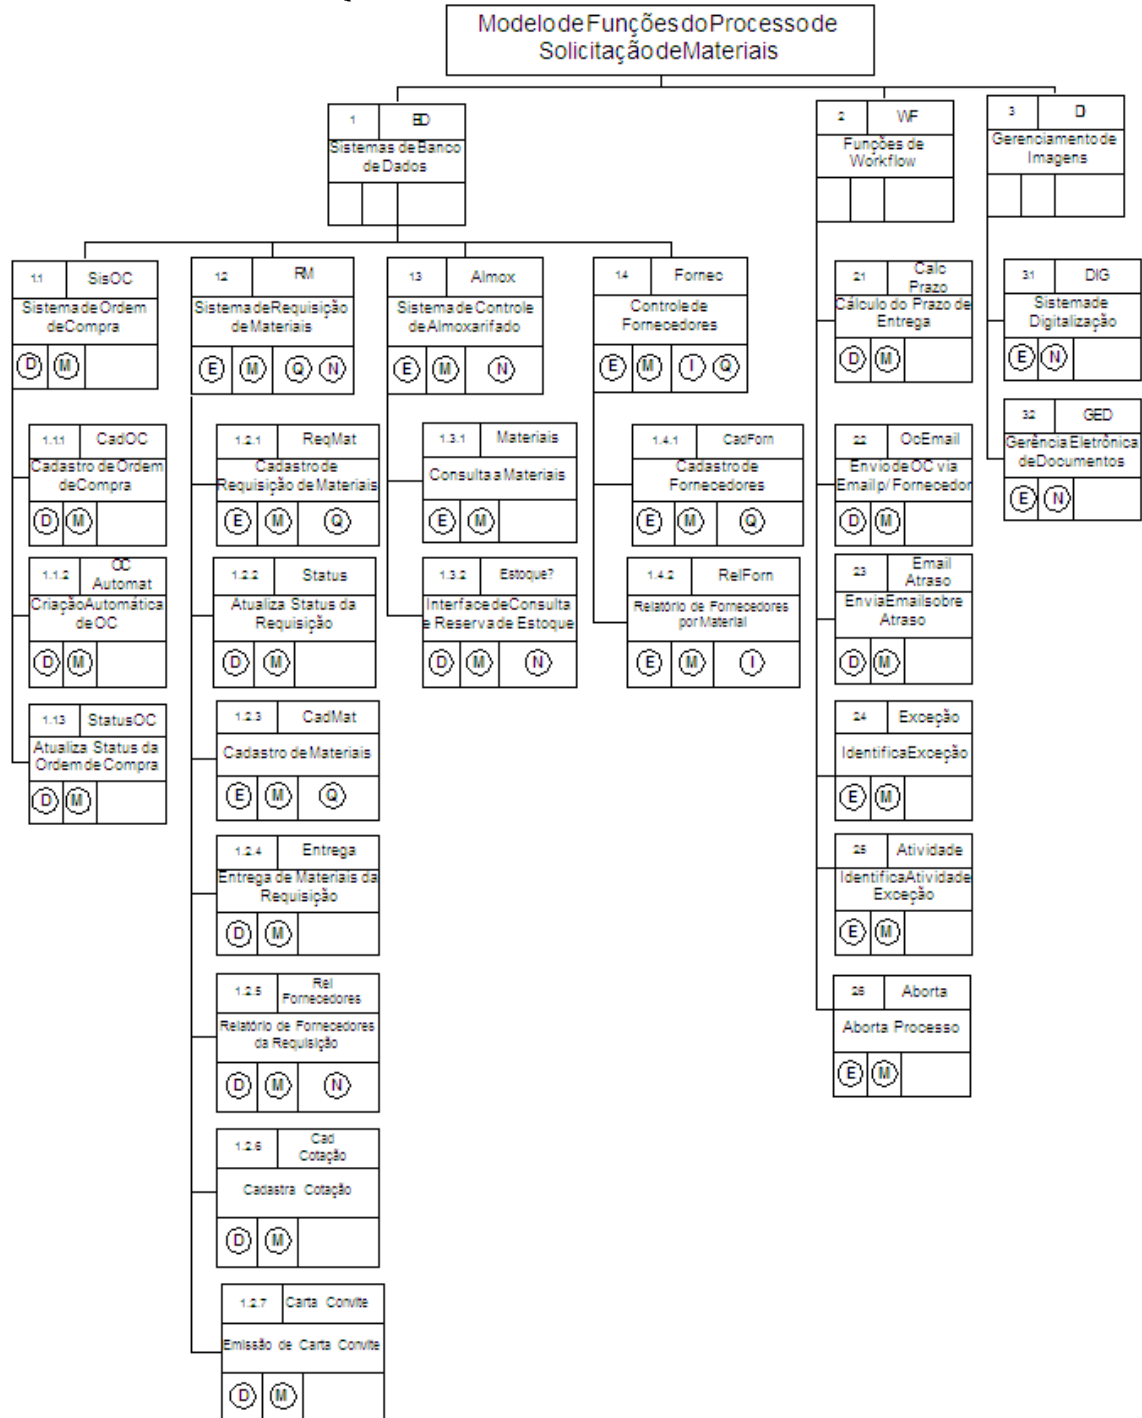 Modelo de Funções do Processo de
Solicitação de Materiais
1 BD
Sistemas de Banco
de Dados
2 WF
Funções de
Workflow
3 DI
Gerenciamento de
Imagens
1.1 SisOC
Sistema de Ordem
de Compra
D M
1.2 RM
Sistema de Requisição
de Materiais
E M Q N
1.3 Almox
Sistema de Controle
de Almoxarifado
E M N
1.4 Fornec
Controle de
Fornecedores
E M I Q
1.1.1 CadOC
Cadastro de Ordem
de Compra
D M
1.1.2 OC
Automat
Criação Automática
de OC
D M
1.1.3 StatusOC
Atualiza Status da
Ordem de Compra
D M
1.2.1 ReqMat
Cadastro de
Requisição de Materiais
E M Q
1.2.2 Status
Atualiza Status da
Requisição
D M
1.2.3 CadMat
Cadastro de Materiais
E M Q
1.2.4 Entrega
Entrega de Materiais da
Requisição
D M
1.2.5 Rel
Fornecedores
Relatório de Fornecedores
da Requisição
D M N
1.2.6 Cad
Cotação
Cadastra Cotação
D M
1.2.7 Carta Convite
Emissão de Carta Convite
D M
1.3.1 Materiais
Consulta a Materiais
E M
1.3.2 Estoque?
Interface de Consulta
e Reserva de Estoque
D M N
1.4.1 CadForn
Cadastro de
Fornecedores
E M Q
1.4.2 RelForn
Relatório de Fornecedores
por Material
E M I
2.1 Calc
Prazo
Cálculo do Prazo de
Entrega
D M
2.2 OcEmail
Envio de OC via
Email p/ Fornecedor
D M
2.3 Email
Atraso
Envia Email sobre
Atraso
D M
2.4 Exceção
Identifica Exceção
E M
2.5 Atividade
Identifica Atividade
Exceção
E M
2.6 Aborta
Aborta Processo
E M
3.1 DIG
Sistema de
Digitalização
E N
3.2 GED
Gerência Eletrônica
de Documentos
E N